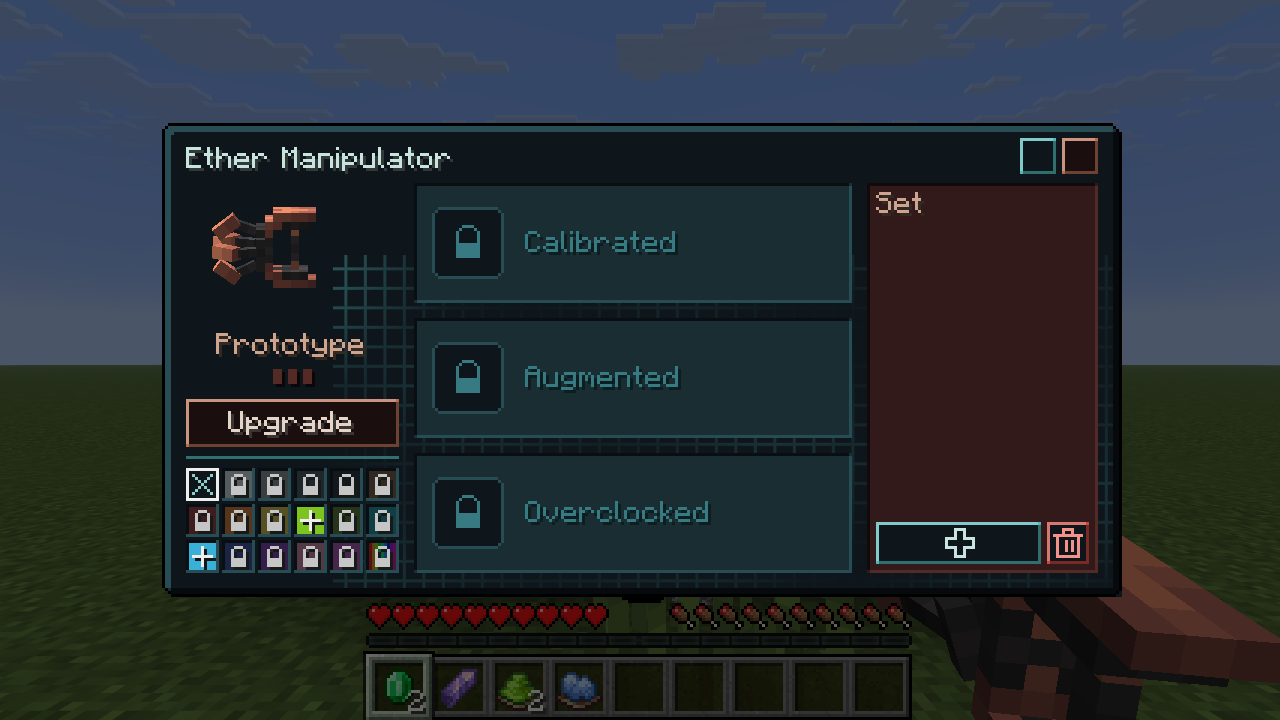 Ether Manipulator
Prototype
Upgrade
Calibrated
Augmented
Overclocked
Set
2
2